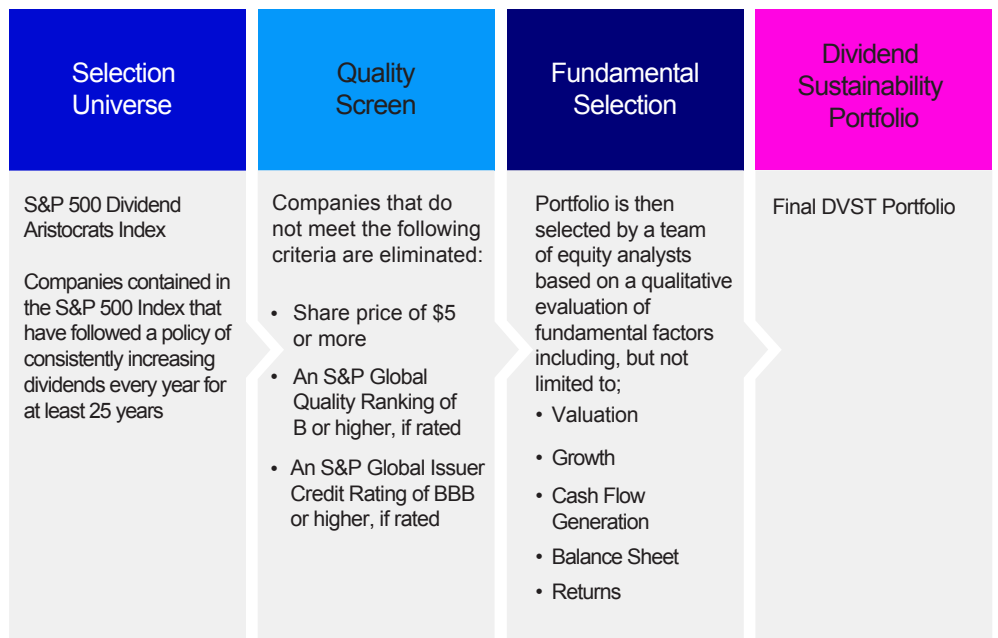 Selection
Universe
S&P 500 Dividend
Aristocrats Index
Companies contained in
the S&P 500 Index that
have followed a policy of
consistently increasing
dividends every year for
at least 25 years
Quality
Screen
Companies that do
not meet the following
criteria are eliminated:
• Share price of $5
or more
• An S&P Global
Quality Ranking of
B or higher, if rated
• An S&P Global Issuer
Credit Rating of BBB
or higher, if rated
Fundamental
Selection
Portfolio is then
selected by a team
of equity analysts
based on a qualitative
evaluation of
fundamental factors
including, but not
limited to;
• Valuation
• Growth
• Cash Flow
Generation
• Balance Sheet
• Returns
Dividend
Sustainability
Portfolio
Final DVST Portfolio